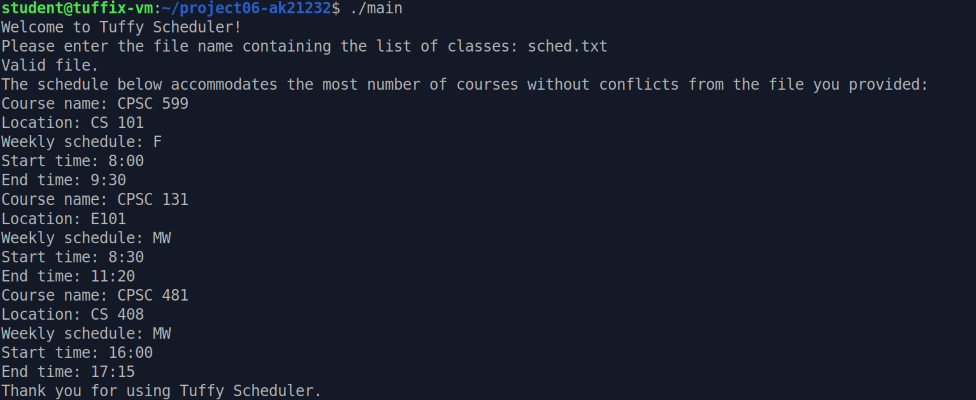 student@tuffix-vm:~/project06-ak21232$ ./main
Welcome to Tuffy Scheduler!
Please enter the file name containing the list of classes: sched.txt
Valid file.
The schedule below accommodates the most number of courses without conflicts from the file you provided:
Course name: CPSC 599
Location: CS 101
Weekly schedule: F
Start time: 8:00
End time: 9:30
Course name: CPSC 131
Location: E101
Weekly schedule: MW
Start time: 8:30
End time: 11:20
Course name: CPSC 481
Location: CS 408
Weekly schedule: MW
Start time: 16:00
End time: 17:15
Thank you for using Tuffy Scheduler.